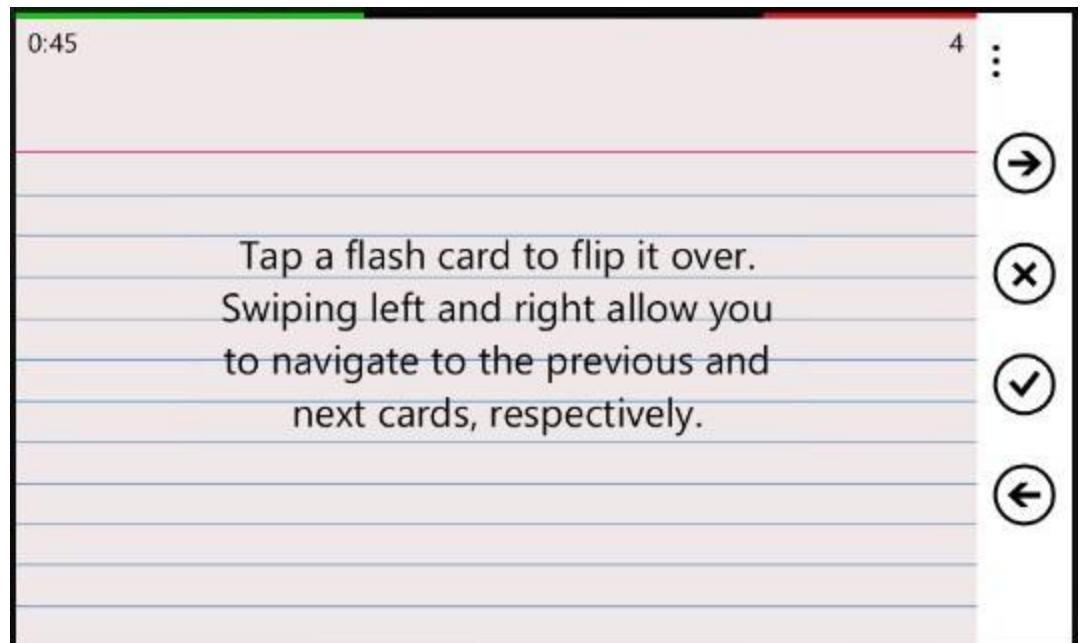 0:45
4
Tap a flash card to flip it over.
Swiping left and right allow you
to navigate to the previous and
next cards, respectively.